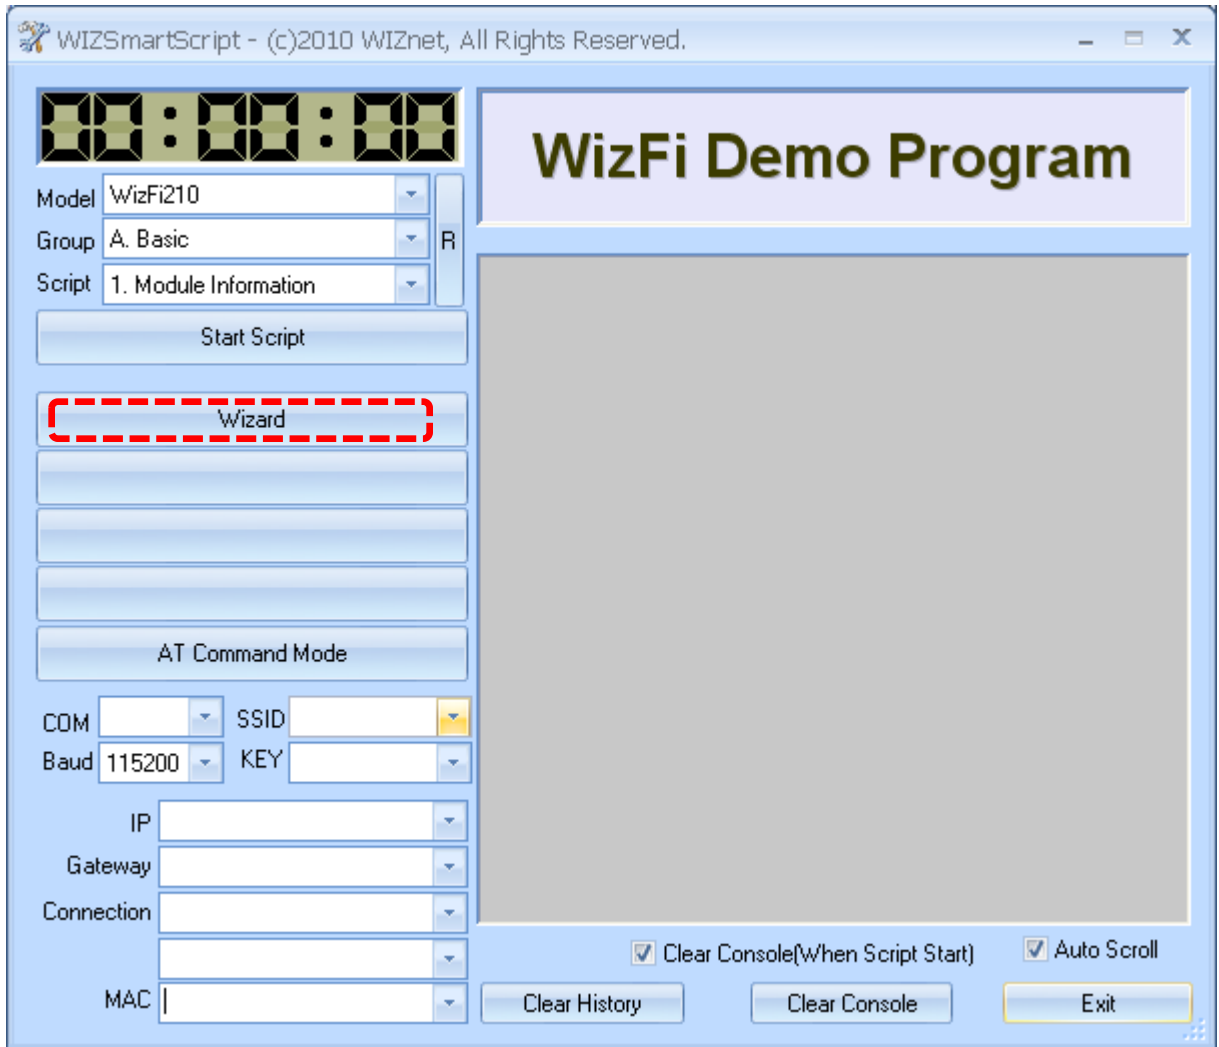 WIZSmartScript - (c)2010 WIZnet, All Rights Reserved.
00:00:00
WizFi Demo Program
Model WizFi210
Group A. Basic
R
Script 1. Module Information
Start Script
Wizard
AT Command Mode
COM SSID
Baud 115200 KEY
IP
Gateway
Connection
MAC
Clear Console(When Script Start) Auto Scroll
Clear History Clear Console Exit